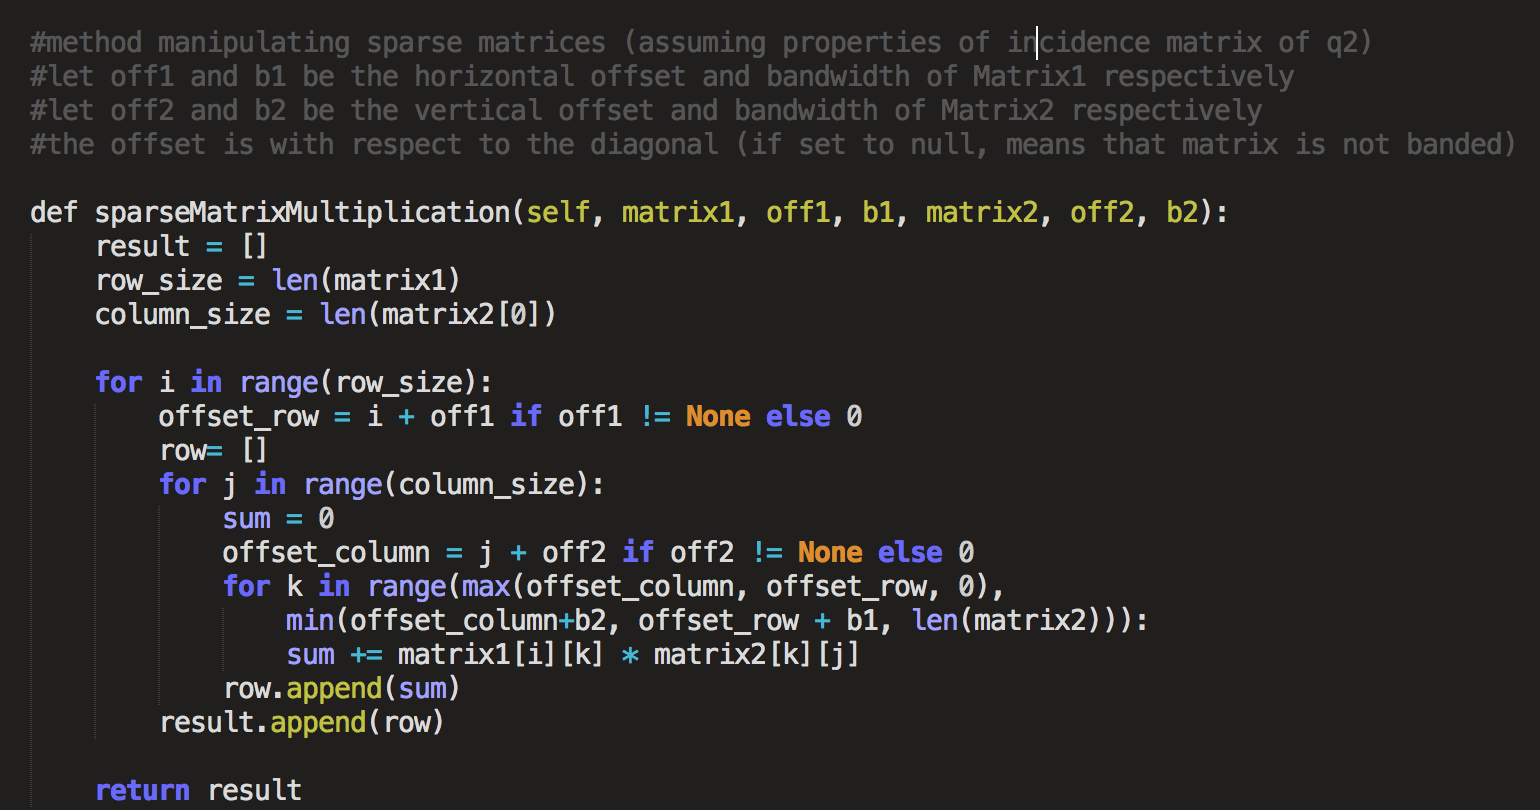 #method manipulating sparse matrices (assuming properties of incidence matrix of q2)
#let off1 and b1 be the horizontal offset and bandwidth of Matrix1 respectively
#let off2 and b2 be the vertical offset and bandwidth of Matrix2 respectively
#the offset is with respect to the diagonal (if set to null, means that matrix is not banded)

def sparseMatrixMultiplication(self, matrix1, off1, b1, matrix2, off2, b2):
    result = []
    row_size = len(matrix1)
    column_size = len(matrix2[0])

    for i in range(row_size):
        offset_row = i + off1 if off1 != None else 0
        row= []
        for j in range(column_size):
            sum = 0
            offset_column = j + off2 if off2 != None else 0
            for k in range(max(offset_column, offset_row, 0),
                min(offset_column+b2, offset_row + b1, len(matrix2))):
                sum += matrix1[i][k] * matrix2[k][j]
            row.append(sum)
        result.append(row)

    return result